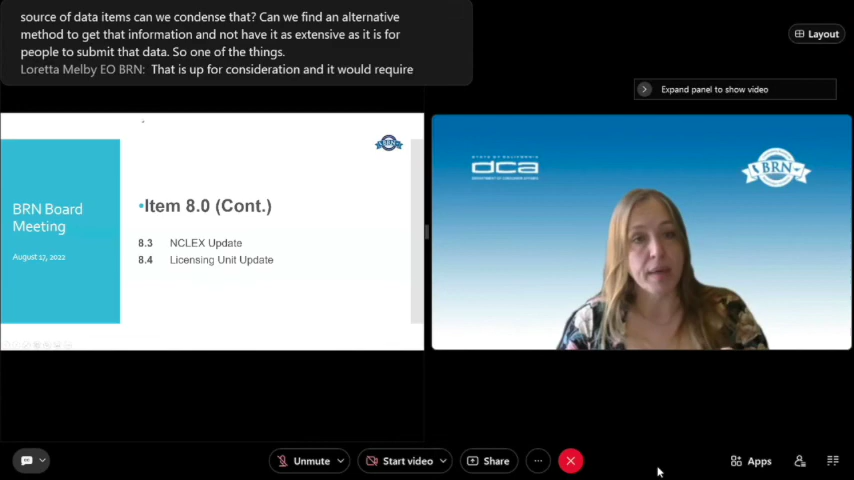 source of data items can we condense that? Can we find an alternative
method to get that information and not have it as extensive as it is for
people to submit that data. So one of the things.
Loretta Melby EO BRN: That is up for consideration and it would require
Layout
Expand panel to show video
BRN
BRN Board
Meeting
August 17, 2022
•Item 8.0 (Cont.)
8.3 NCLEX Update
8.4 Licensing Unit Update
STATE OF CALIFORNIA
dca
DEPARTMENT OF CONSUMER AFFAIRS
BRN
Unmute
Start video
Share
Apps